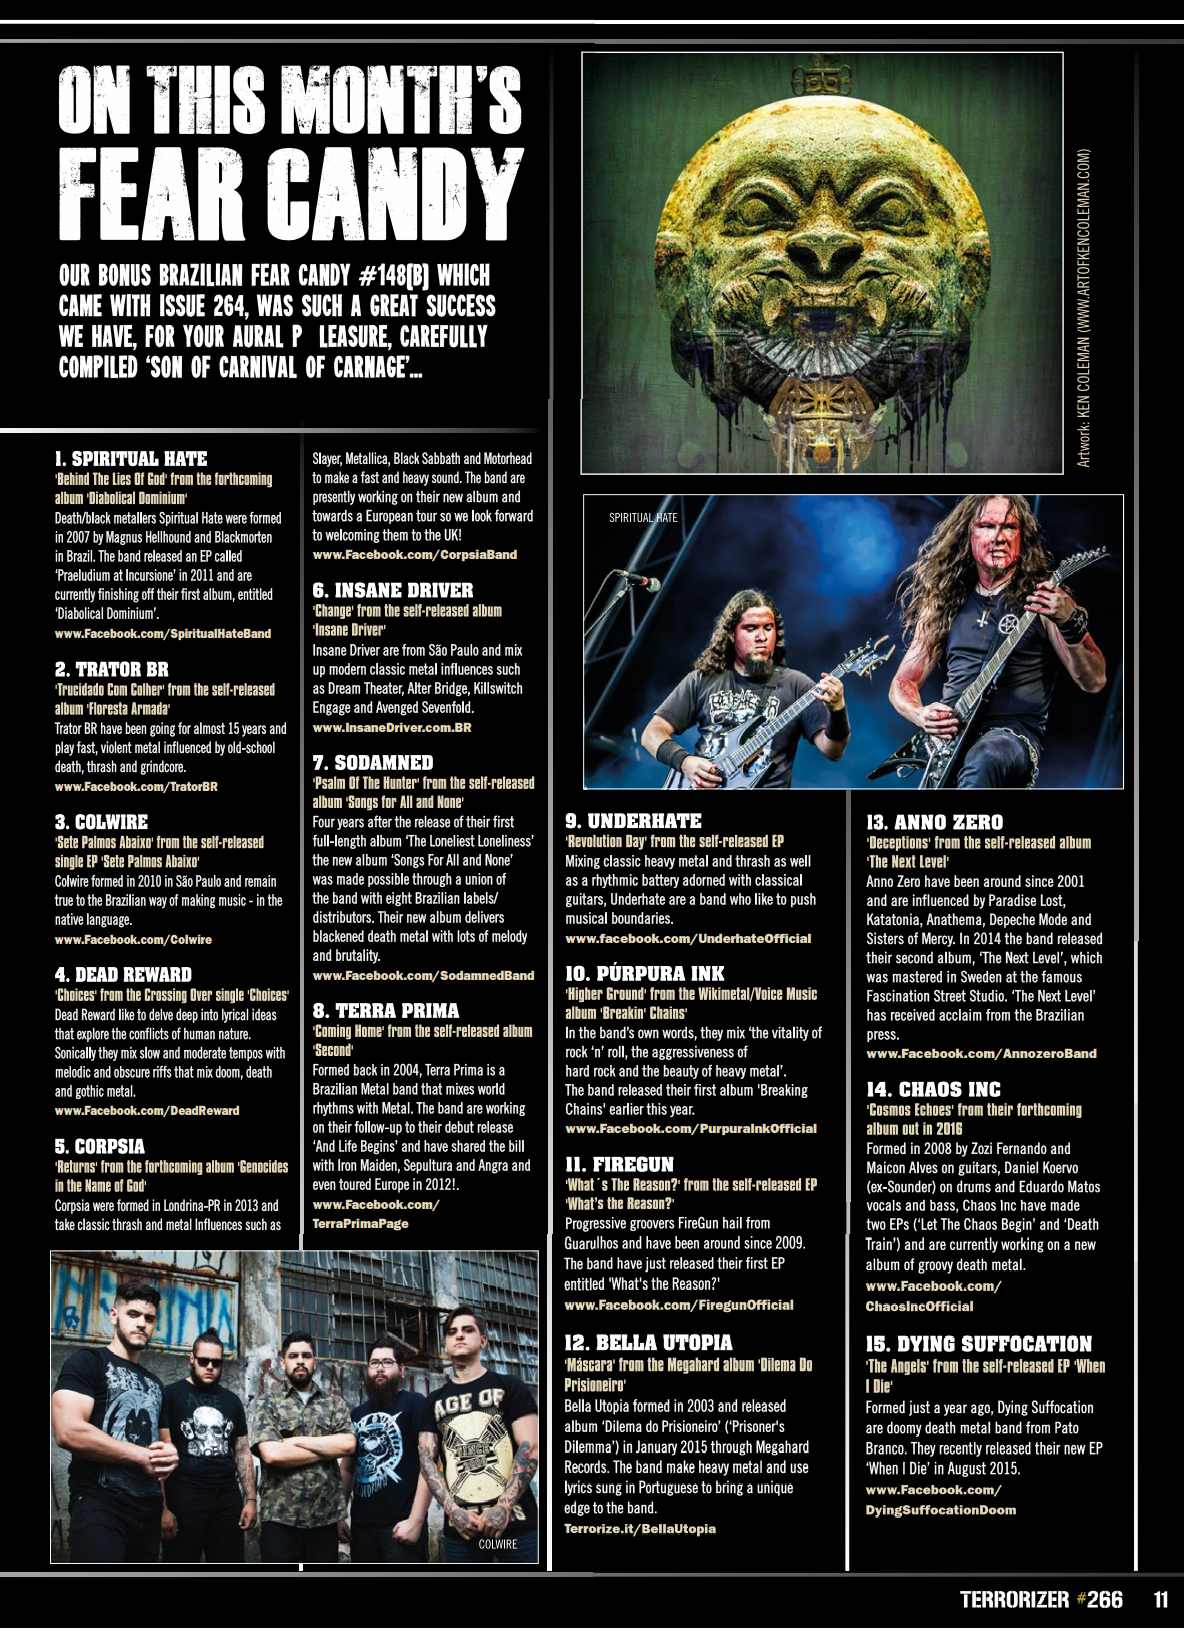 ON THIS MONTH'S
FEAR CANDY
OUR BONUS BRAZILIAN FEAR CANDY #148(B) WHICH
CAME WITH ISSUE 264, WAS SUCH A GREAT SUCCESS
WE HAVE, FOR YOUR AURAL P LEASURE, CAREFULLY
COMPILED ‘SON OF CARNIVAL OF CARNAGE’...
Artwork: KEN COLEMAN (WWW.ARTOFKENCOLEMAN.COM)
1. SPIRITUAL HATE
'Behind The Lies Of God' from the forthcoming
album 'Diabolical Dominium'
Death/black metallers Spiritual Hate were formed
in 2007 by Magnus Hellhound and Blackmorten
in Brazil. The band released an EP called
‘Praeludium at Incursione’ in 2011 and are
currently finishing off their first album, entitled
‘Diabolical Dominium’.
www.Facebook.com/SpiritualHateBand
2. TRATOR BR
'Trucidado Com Colher' from the self-released
album 'Floresta Armada'
Trator BR have been going for almost 15 years and
play fast, violent metal influenced by old-school
death, thrash and grindcore.
www.Facebook.com/TratorBR
3. COLWIRE
'Sete Palmos Abaixo' from the self-released
single EP 'Sete Palmos Abaixo'
Colwire formed in 2010 in São Paulo and remain
true to the Brazilian way of making music - in the
native language.
www.Facebook.com/Colwire
4. DEAD REWARD
'Choices' from the Crossing Over single 'Choices'
Dead Reward like to delve deep into lyrical ideas
that explore the conflicts of human nature.
Sonically they mix slow and moderate tempos with
melodic and obscure riffs that mix doom, death
and gothic metal.
www.Facebook.com/DeadReward
5. CORPSIA
'Returns' from the forthcoming album 'Genocides
in the Name of God'
Corpsia were formed in Londrina-PR in 2013 and
take classic thrash and metal Influences such as
Slayer, Metallica, Black Sabbath and Motorhead
to make a fast and heavy sound. The band are
presently working on their new album and
towards a European tour so we look forward
to welcoming them to the UK!
www.Facebook.com/CorpsiaBand
6. INSANE DRIVER
'Change' from the self-released album
'Insane Driver'
Insane Driver are from São Paulo and mix
up modern classic metal influences such
as Dream Theater, Alter Bridge, Killswitch
Engage and Avenged Sevenfold.
www.InsaneDriver.com.BR
7. SODAMNED
'Psalm Of The Hunter' from the self-released
album 'Songs for All and None'
Four years after the release of their first
full-length album ‘The Loneliest Loneliness’
the new album ‘Songs For All and None’
was made possible through a union of
the band with eight Brazilian labels/
distributors. Their new album delivers
blackened death metal with lots of melody
and brutality.
www.Facebook.com/SodamnedBand
8. TERRA PRIMA
'Coming Home' from the self-released album
'Second'
Formed back in 2004, Terra Prima is a
Brazilian Metal band that mixes world
rhythms with Metal. The band are working
on their follow-up to their debut release
‘And Life Begins’ and have shared the bill
with Iron Maiden, Sepultura and Angra and
even toured Europe in 2012!.
www.Facebook.com/
TerraPrimaPage
SPIRITUAL HATE
9. UNDERHATE
'Revolution Day' from the self-released EP
Mixing classic heavy metal and thrash as well
as a rhythmic battery adorned with classical
guitars, Underhate are a band who like to push
musical boundaries.
www.facebook.com/UnderhateOfficial
10. PÚRPURA INK
'Higher Ground' from the Wikimetal/Voice Music
album 'Breakin' Chains'
In the band’s own words, they mix ‘the vitality of
rock ‘n’ roll, the aggressiveness of
hard rock and the beauty of heavy metal’.
The band released their first album 'Breaking
Chains' earlier this year.
www.Facebook.com/PurpuraInkOfficial
11. FIREGUN
'What´s The Reason?' from the self-released EP
'What's the Reason?'
Progressive groovers FireGun hail from
Guarulhos and have been around since 2009.
The band have just released their first EP
entitled 'What's the Reason?'
www.Facebook.com/FiregunOfficial
12. BELLA UTOPIA
'Máscara' from the Megahard album 'Dilema Do
Prisioneiro'
Bella Utopia formed in 2003 and released
album ‘Dilema do Prisioneiro’ (‘Prisoner's
Dilemma’) in January 2015 through Megahard
Records. The band make heavy metal and use
lyrics sung in Portuguese to bring a unique
edge to the band.
Terrorize.it/BellaUtopia
13. ANNO ZERO
'Deceptions' from the self-released album
'The Next Level'
Anno Zero have been around since 2001
and are influenced by Paradise Lost,
Katatonia, Anathema, Depeche Mode and
Sisters of Mercy. In 2014 the band released
their second album, ‘The Next Level’, which
was mastered in Sweden at the famous
Fascination Street Studio. ‘The Next Level’
has received acclaim from the Brazilian
press.
www.Facebook.com/AnnozeroBand
14. CHAOS INC
'Cosmos Echoes' from their forthcoming
album out in 2016
Formed in 2008 by Zozi Fernando and
Maicon Alves on guitars, Daniel Koervo
(ex-Sounder) on drums and Eduardo Matos
vocals and bass, Chaos Inc have made
two EPs (‘Let The Chaos Begin’ and ‘Death
Train’) and are currently working on a new
album of groovy death metal.
www.Facebook.com/
ChaosIncOfficial
15. DYING SUFFOCATION
'The Angels' from the self-released EP 'When
I Die'
Formed just a year ago, Dying Suffocation
are doomy death metal band from Pato
Branco. They recently released their new EP
‘When I Die’ in August 2015.
www.Facebook.com/
DyingSuffocationDoom
AGE OF
COLWIRE
TERRORIZER #266 11